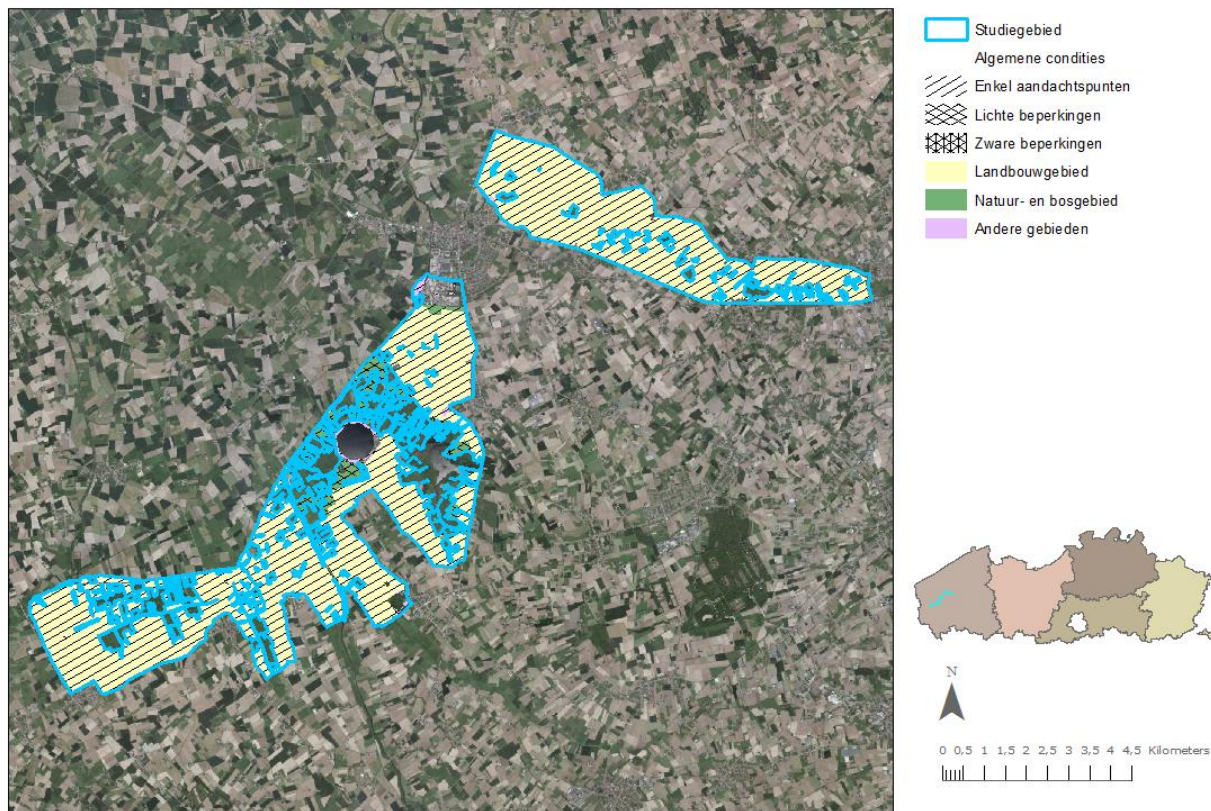 Studiegebied
Algemene condities
Enkel aandachtspunten
Lichte beperkingen
Zware beperkingen
Landbouwgebied
Natuur- en bosgebied
Andere gebieden
N
0 0,5 1 1,5 2 2,5 3 3,5 4 4,5 Kilometers